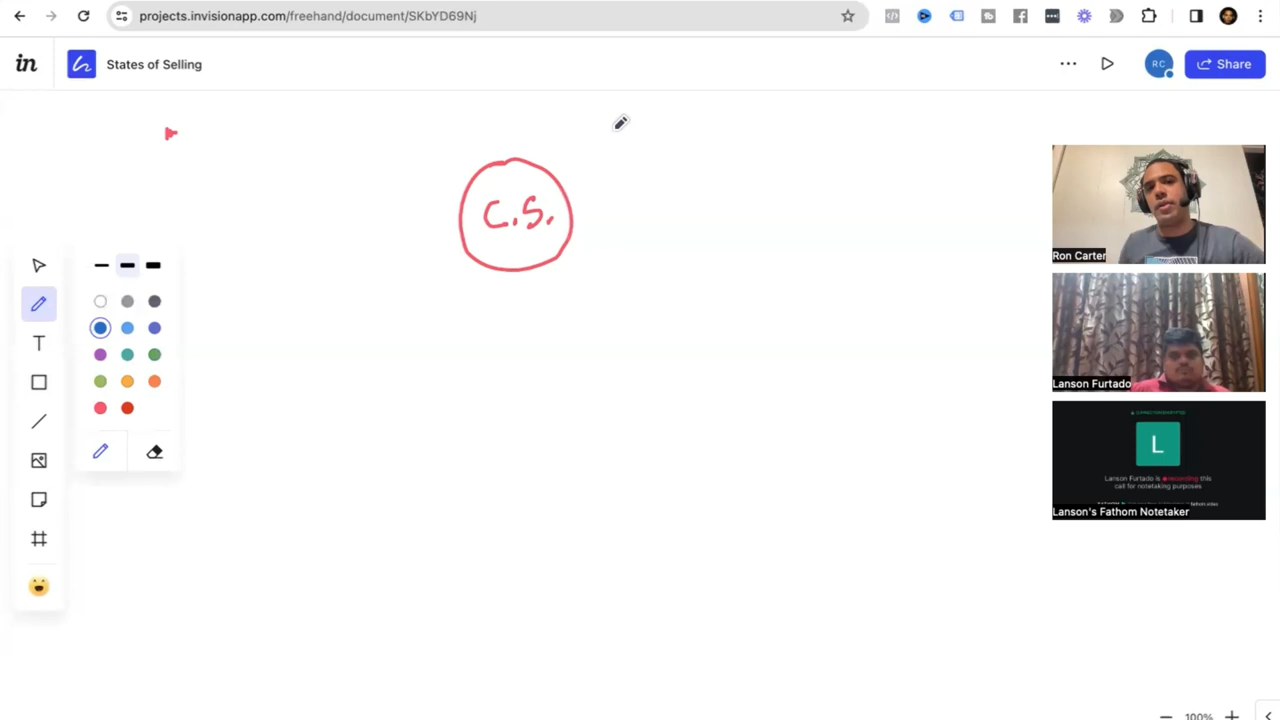 projects.invisionapp.com/freehand/document/SKbYD69Nj
in
States of Selling
RC
Share
C.S.
T
Ron Carter
Lanson Furtado
L
Lanson Furtado is recording this
call for notetaking purposes
Lanson's Fathom Notetaker
100%